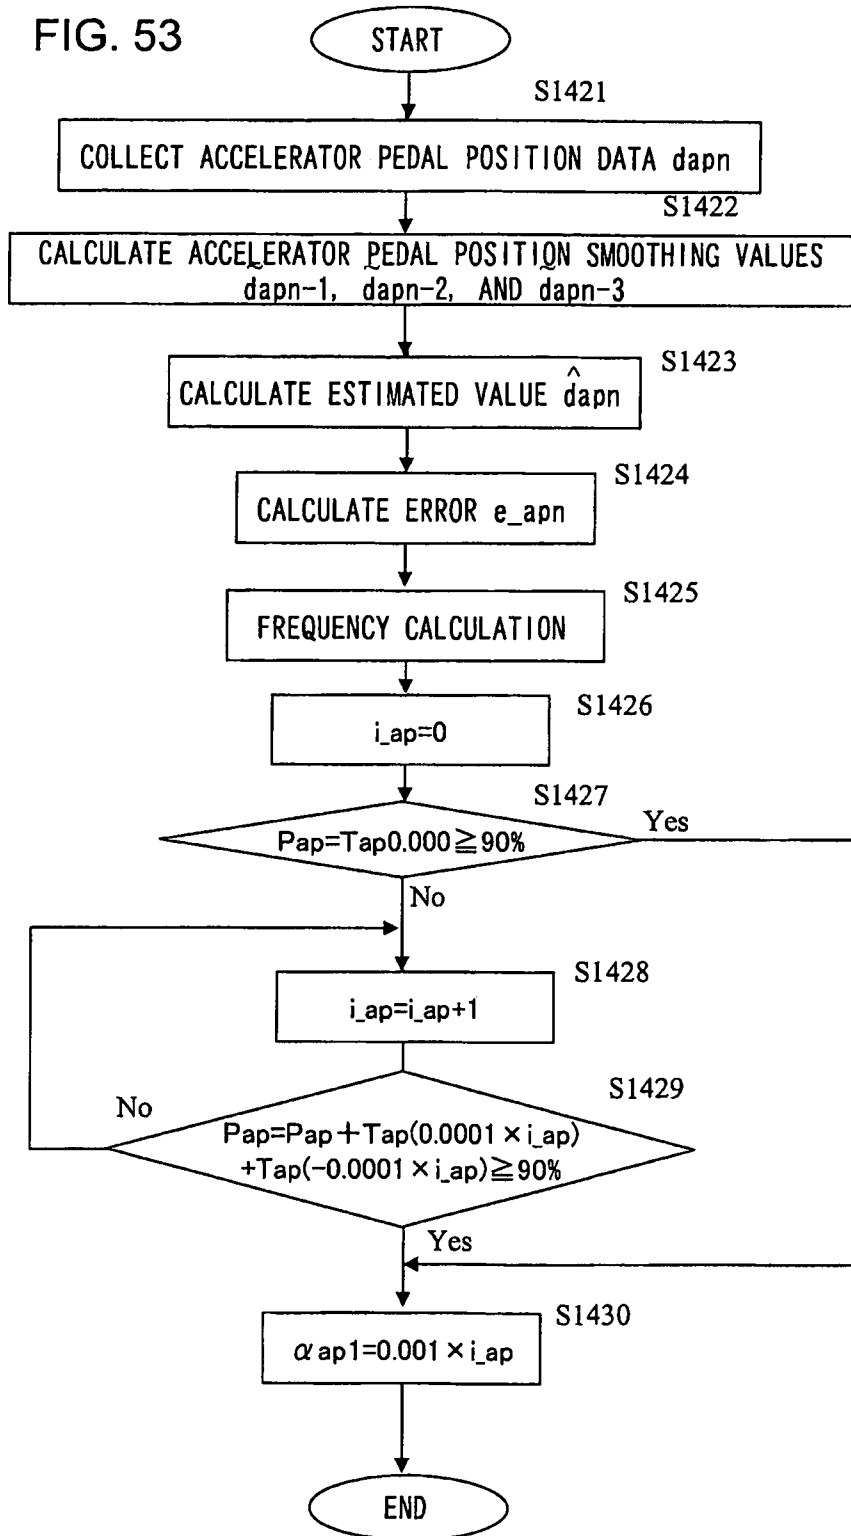 FIG. 53
START
S1421
COLLECT ACCELERATOR PEDAL POSITION DATA dapn
S1422
CALCULATE ACCELERATOR PEDAL POSITION SMOOTHING VALUES
d̃apn-1, d̃apn-2, AND d̃apn-3
S1423
CALCULATE ESTIMATED VALUE d̂apn
S1424
CALCULATE ERROR e_apn
S1425
FREQUENCY CALCULATION
S1426
i_ap=0
S1427
Pap=Tap0.000≧90%
Yes
No
S1428
i_ap=i_ap+1
S1429
No
Pap=Pap+Tap(0.0001×i_ap)
+Tap(-0.0001×i_ap)≧90%
Yes
S1430
αap1=0.001×i_ap
END